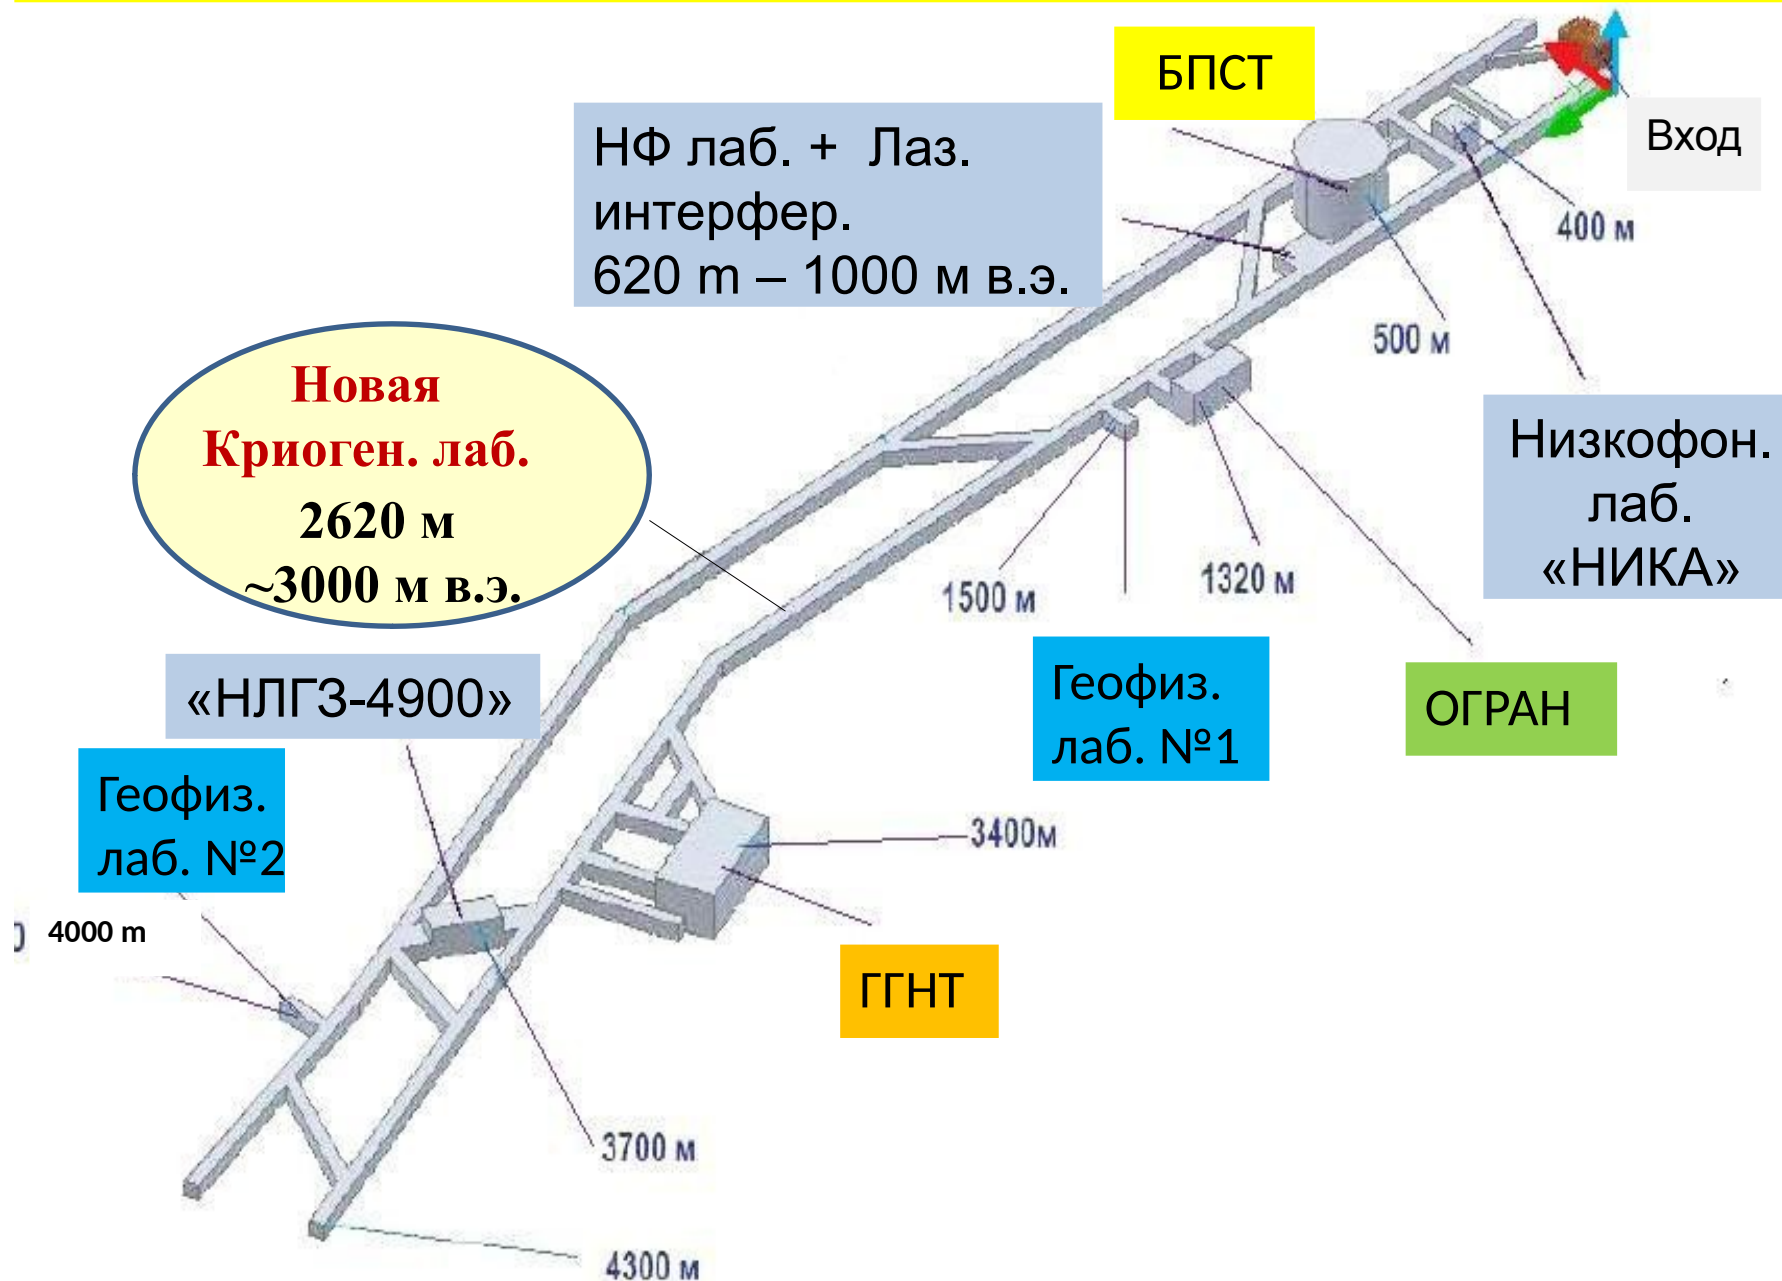 БПСТ
НФ лаб. + Лаз.
интерфер.
620 m – 1000 м в.э.
Вход
400 м
500 м
Новая
Криоген. лаб.
2620 м
~3000 м в.э.
Низкофон.
лаб.
«НИКА»
1500 м
1320 м
«НЛГЗ-4900»
Геофиз.
лаб. №1
ОГРАН
Геофиз.
лаб. №2
3400м
4000 m
ГГНТ
3700 м
4300 м